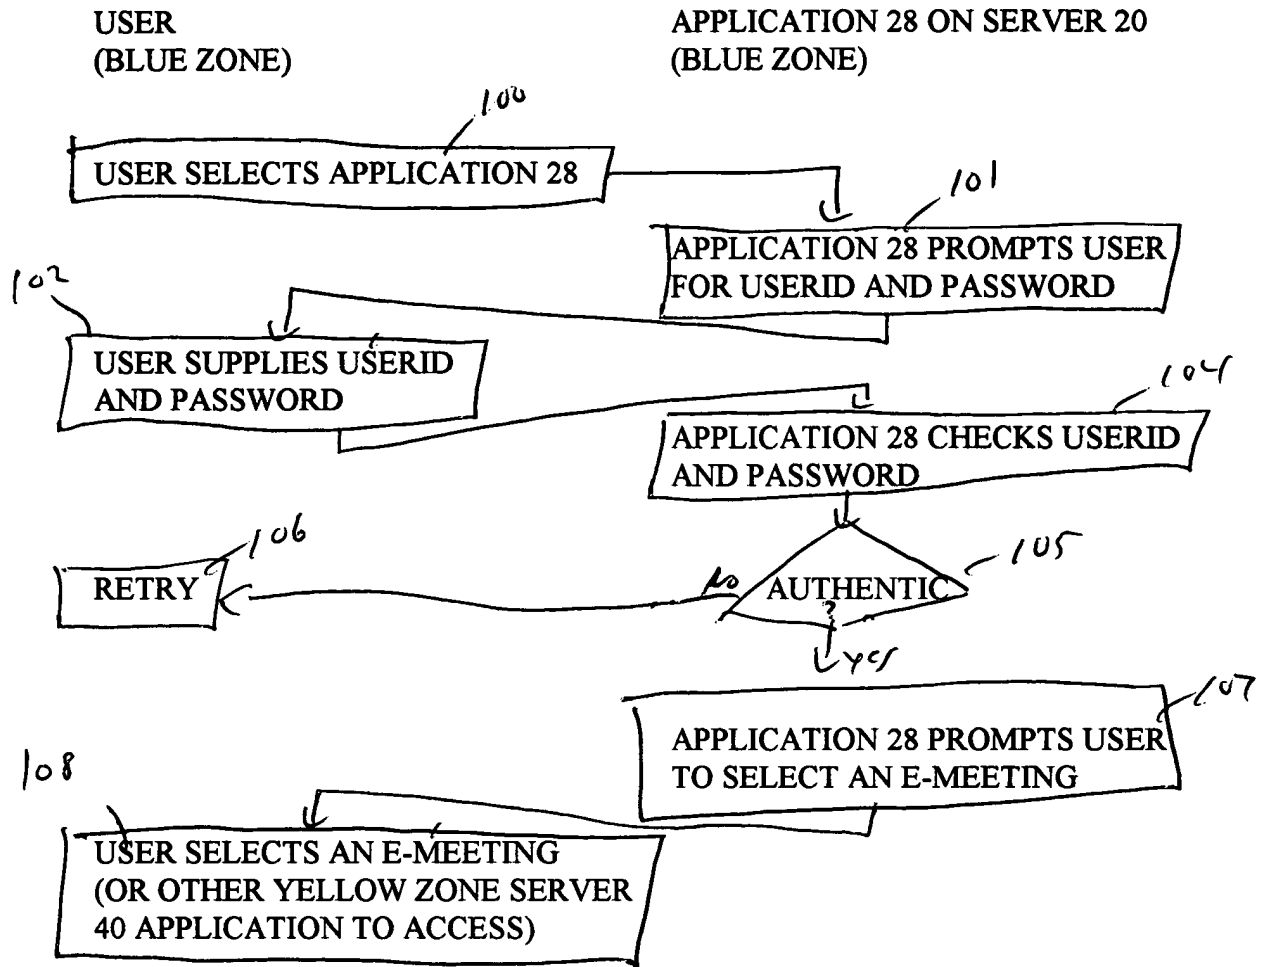 USER
(BLUE ZONE)
APPLICATION 28 ON SERVER 20
(BLUE ZONE)
100
USER SELECTS APPLICATION 28
101
APPLICATION 28 PROMPTS USER
FOR USERID AND PASSWORD
102
USER SUPPLIES USERID
AND PASSWORD
104
APPLICATION 28 CHECKS USERID
AND PASSWORD
106
RETRY
No
105
AUTHENTIC
?
yes
107
APPLICATION 28 PROMPTS USER
TO SELECT AN E-MEETING
108
USER SELECTS AN E-MEETING
(OR OTHER YELLOW ZONE SERVER
40 APPLICATION TO ACCESS)